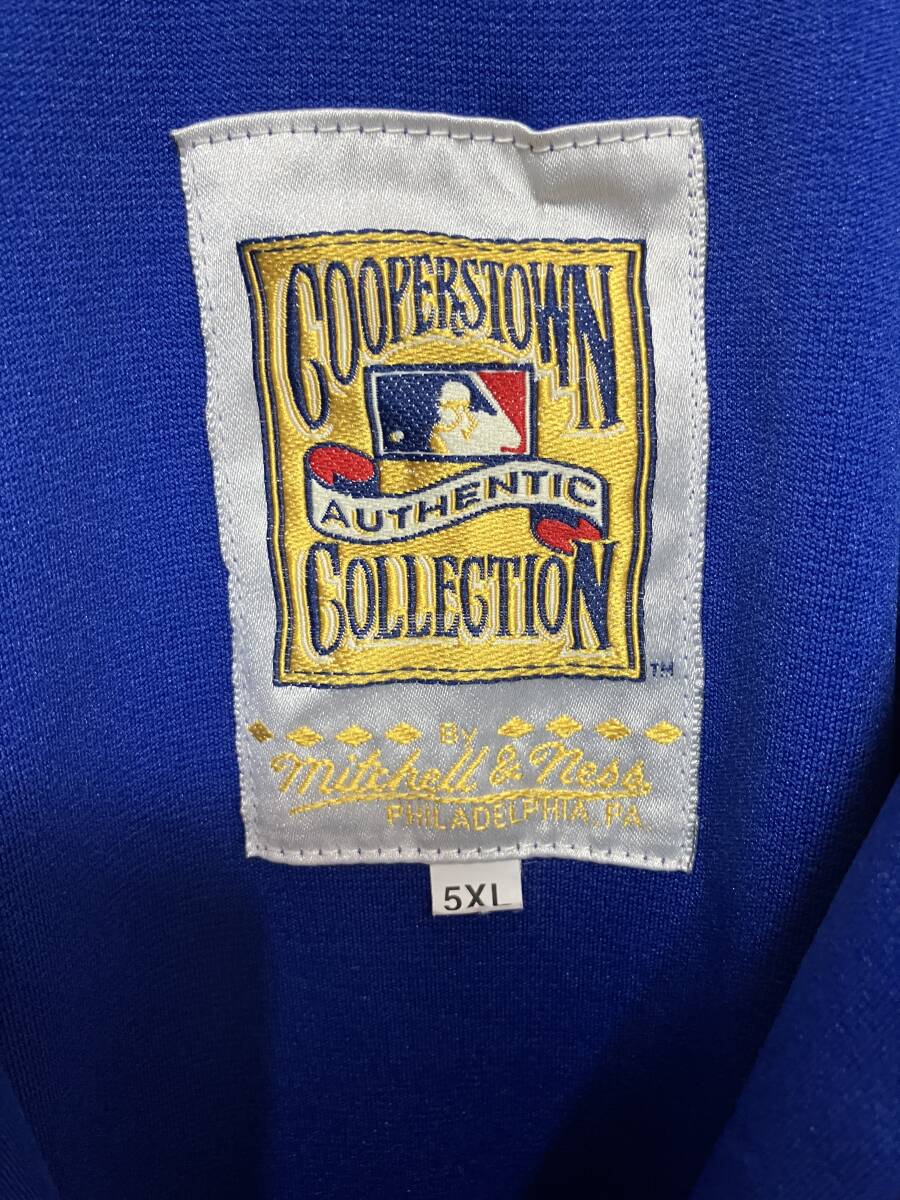 COOPERSTOWN
AUTHENTIC
COLLECTION
TM
By
Mitchell & Ness
PHILADELPHIA, PA.
5XL